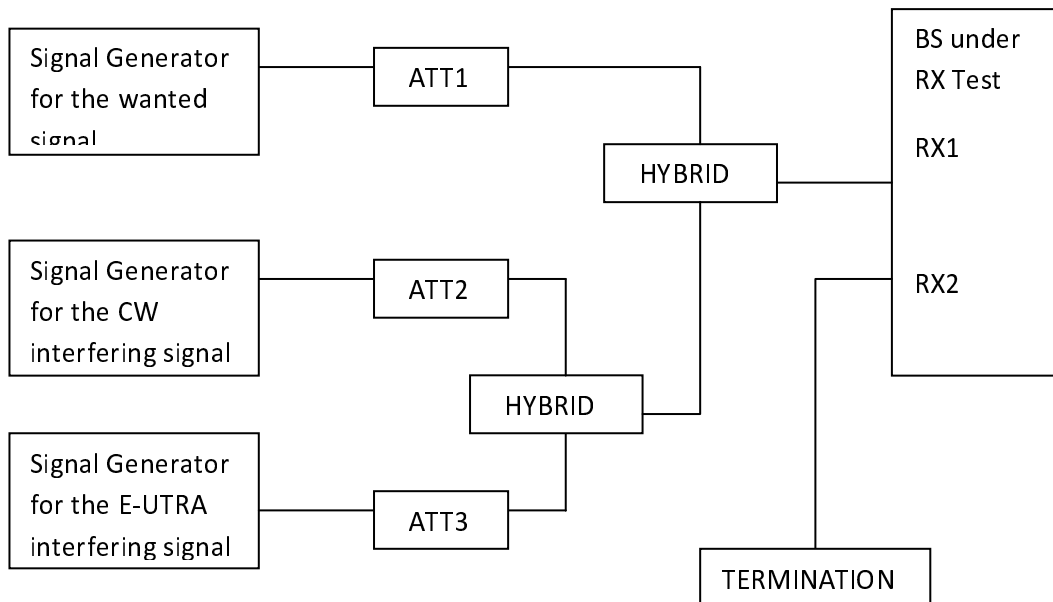 Signal Generator
for the wanted
signal
ATT1
HYBRID
BS under
RX Test
RX1
RX2
Signal Generator
for the CW
interfering signal
ATT2
HYBRID
Signal Generator
for the E-UTRA
interfering signal
ATT3
TERMINATION